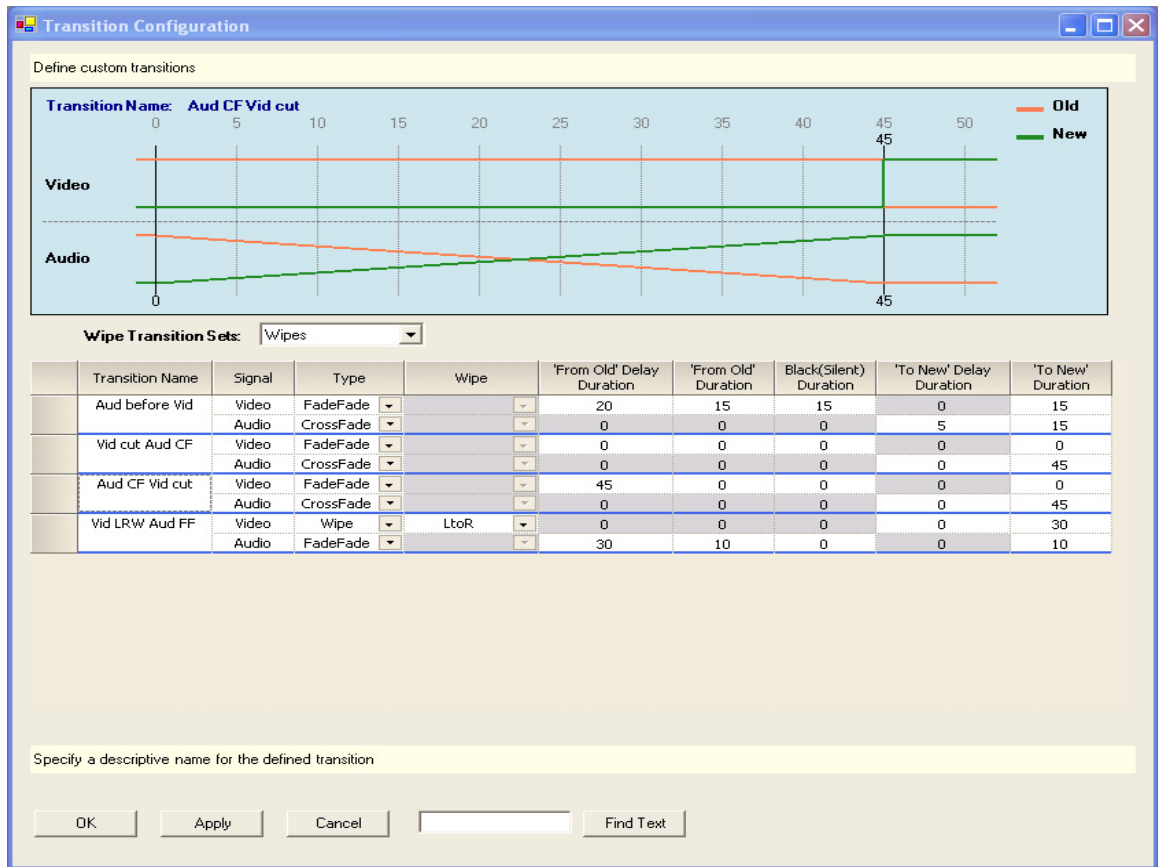 Transition Configuration
Define custom transitions
Transition Name: Aud CF Vid cut
Old
New
0 5 10 15 20 25 30 35 40 45 50
45
Video
Audio
0 45
Wipe Transition Sets: Wipes
Transition Name Signal Type Wipe 'From Old' Delay Duration 'From Old' Duration Black(Silent) Duration 'To New' Delay Duration 'To New' Duration
Aud before Vid Video FadeFade 20 15 15 0 15
Audio CrossFade 0 0 0 5 15
Vid cut Aud CF Video FadeFade 0 0 0 0 0
Audio CrossFade 0 0 0 0 45
Aud CF Vid cut Video FadeFade 45 0 0 0 0
Audio CrossFade 0 0 0 0 45
Vid LRW Aud FF Video Wipe LtoR 0 0 0 0 30
Audio FadeFade 30 10 0 0 10
Specify a descriptive name for the defined transition
OK Apply Cancel Find Text